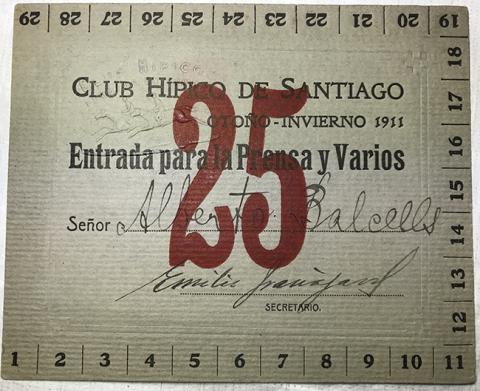 29 28 27 26 25 24 23 22 21 20 19
HIPICO
CLUB HÍPICO DE SANTIAGO
OTOÑO-INVIERNO 1911
Entrada para la Prensa y Varios
25
Señor Alberto Balcells
Emilio
SECRETARIO.
18
17
16
15
14
13
12
1 2 3 4 5 6 7 8 9 10 11